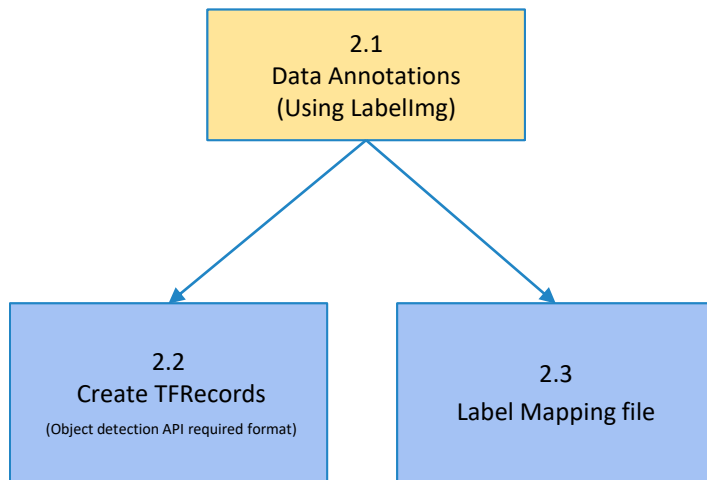 2.1
Data Annotations
(Using LabelImg)
2.2
Create TFRecords
(Object detection API required format)
2.3
Label Mapping file